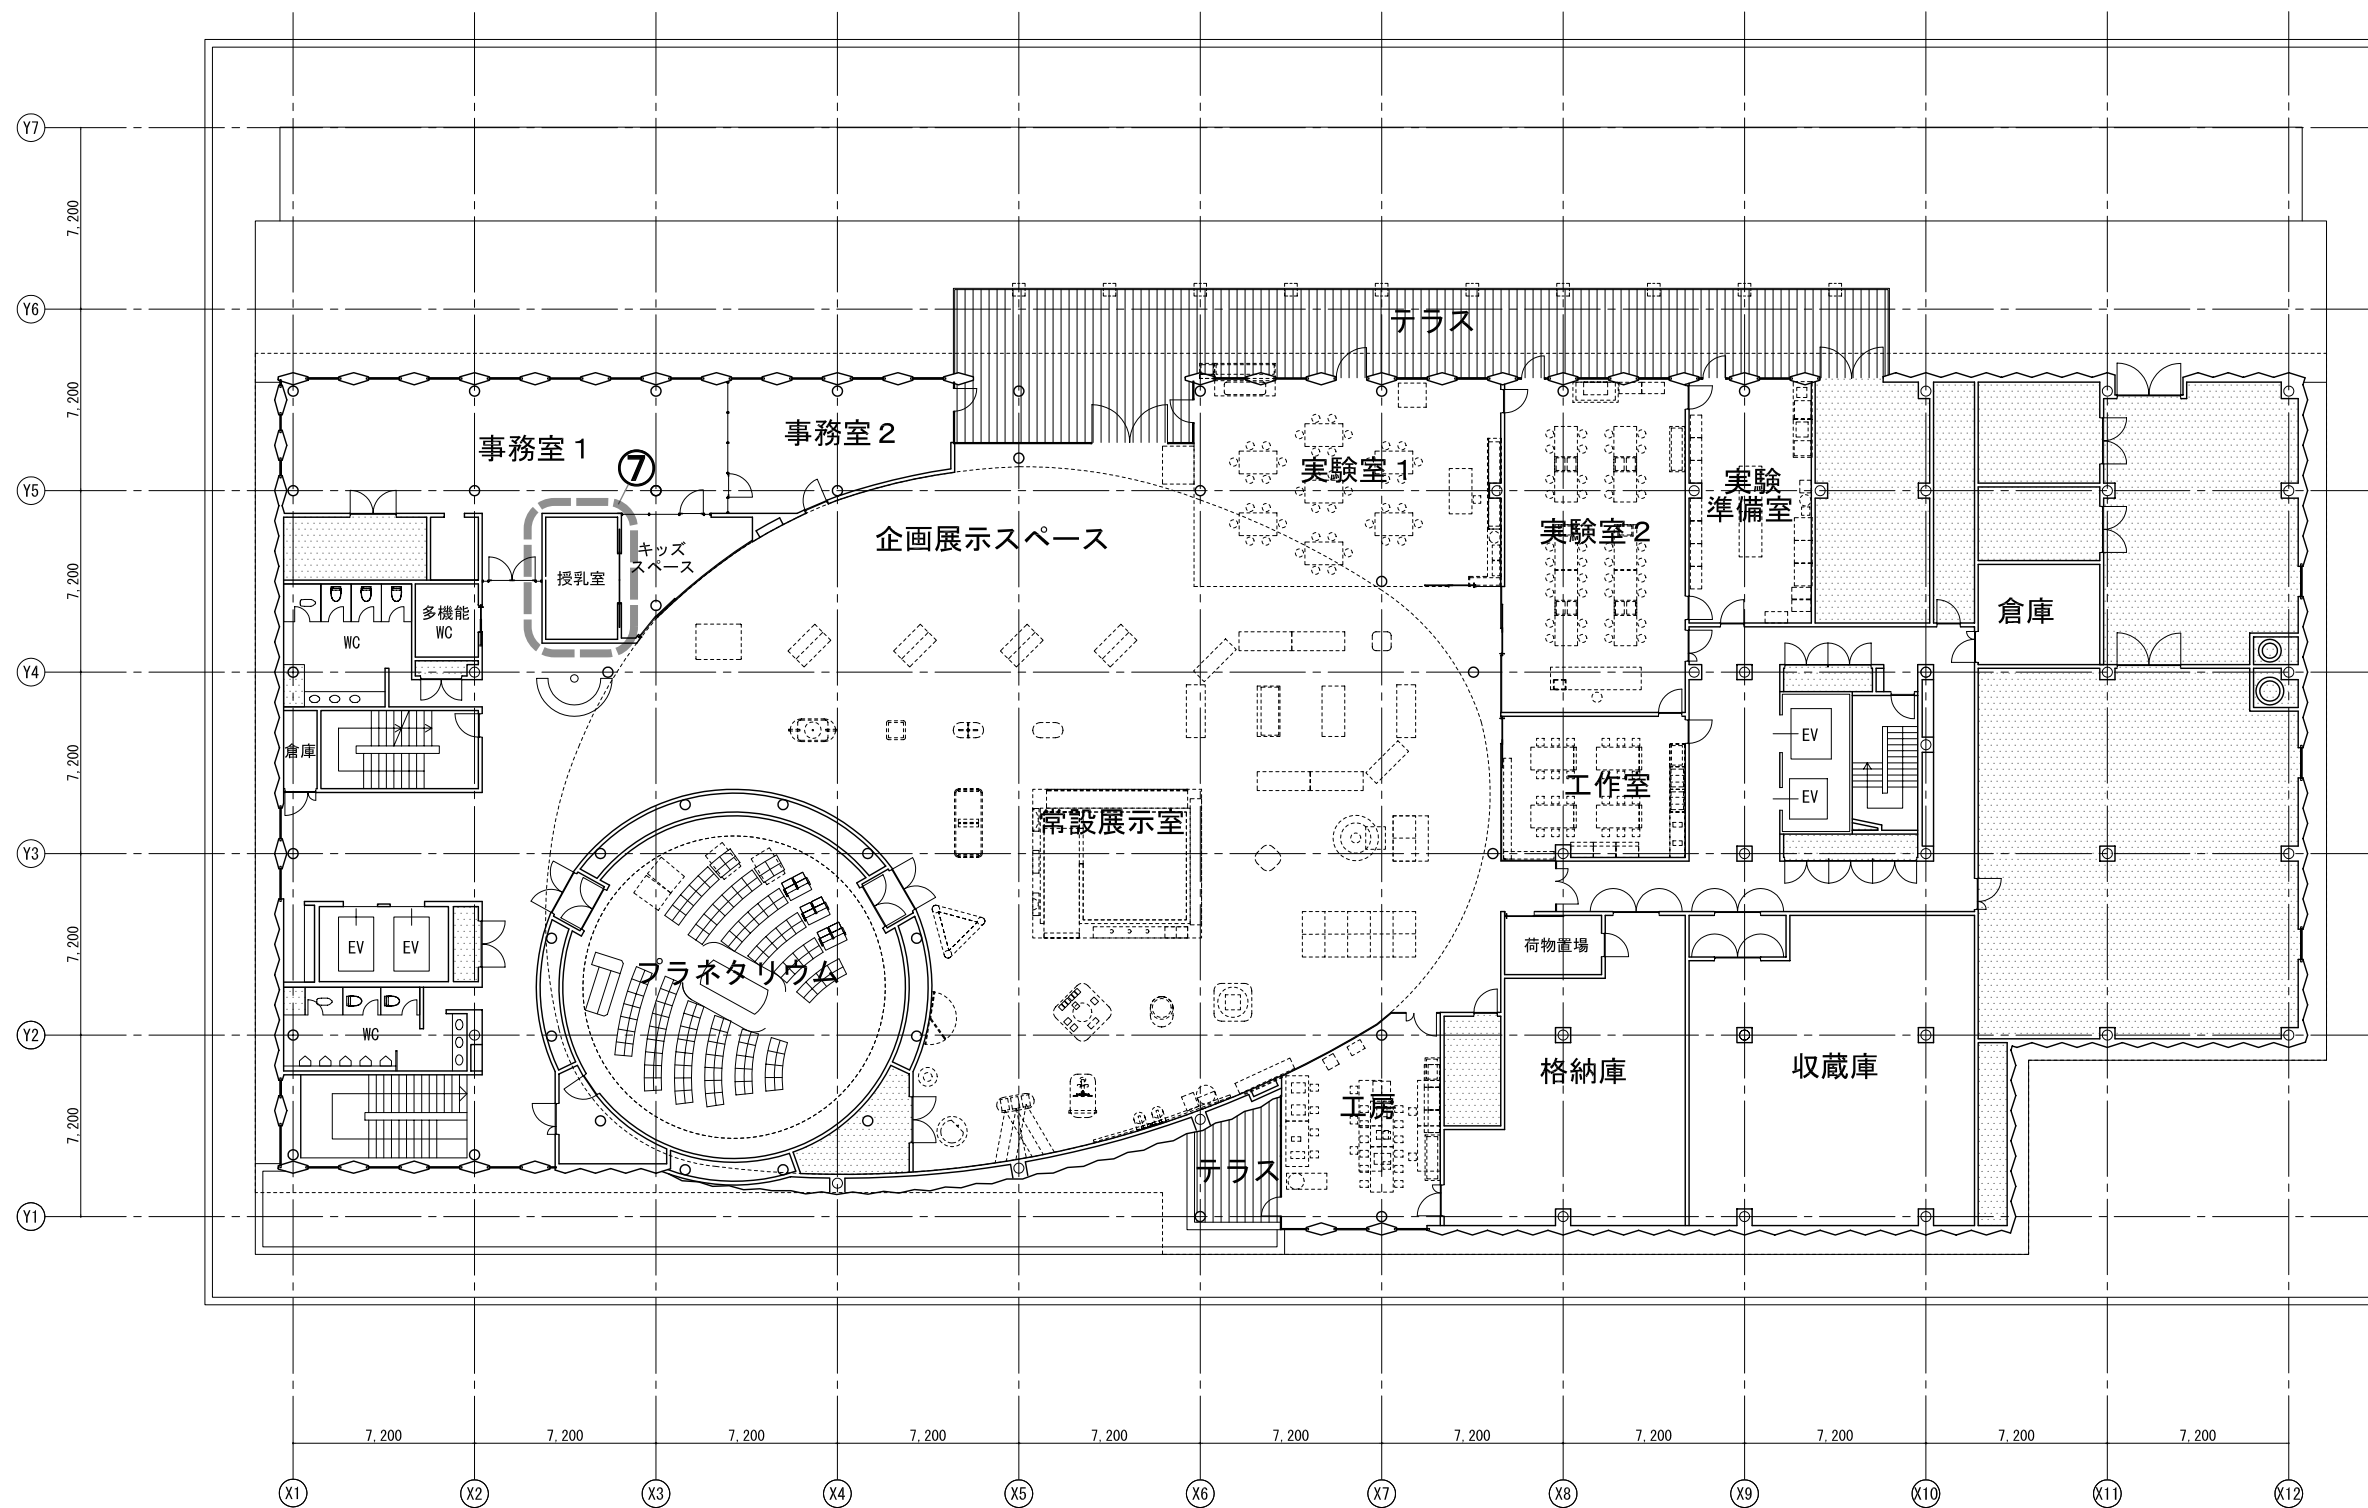 Y7
7,200
Y6
テラス
7,200
事務室1
事務室2
⑦
実験室1
Y5
実験
準備室
企画展示スペース
実験室2
キッズ
スペース
授乳室
7,200
多機能
WC
WC
倉庫
Y4
倉庫
EV
7,200
工作室
EV
常設展示室
Y3
EV
EV
荷物置場
7,200
プラネタリウム
Y2
WC
格納庫
収蔵庫
工房
7,200
テラス
Y1
7,200
7,200
7,200
7,200
7,200
7,200
7,200
7,200
7,200
7,200
7,200
X1
X2
X3
X4
X5
X6
X7
X8
X9
X10
X11
X12